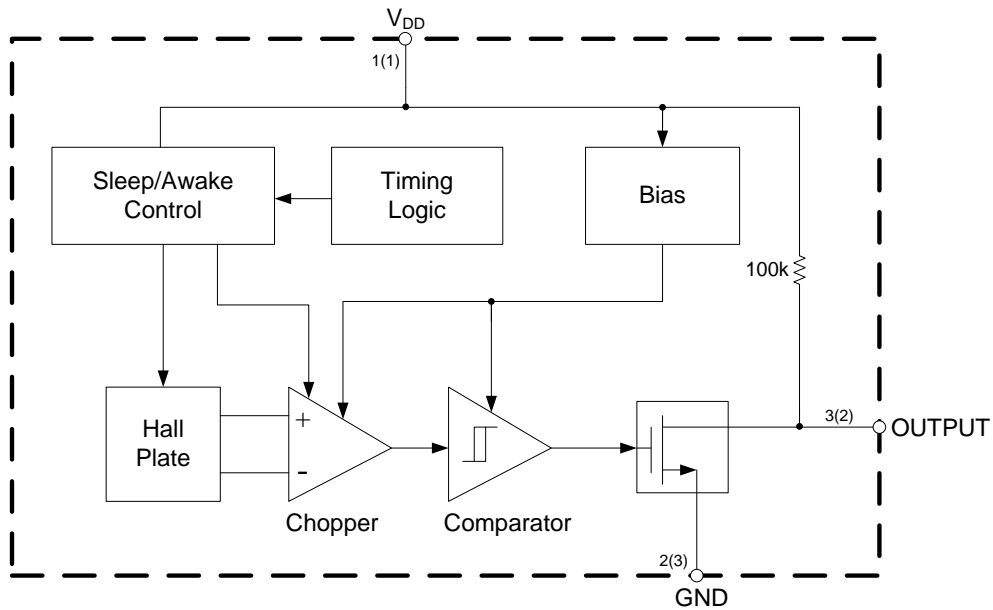 VDD
1(1)
Sleep/Awake
Control
Timing
Logic
Bias
100k
Hall
Plate
+
-
Chopper
Comparator
3(2)
OUTPUT
2(3)
GND